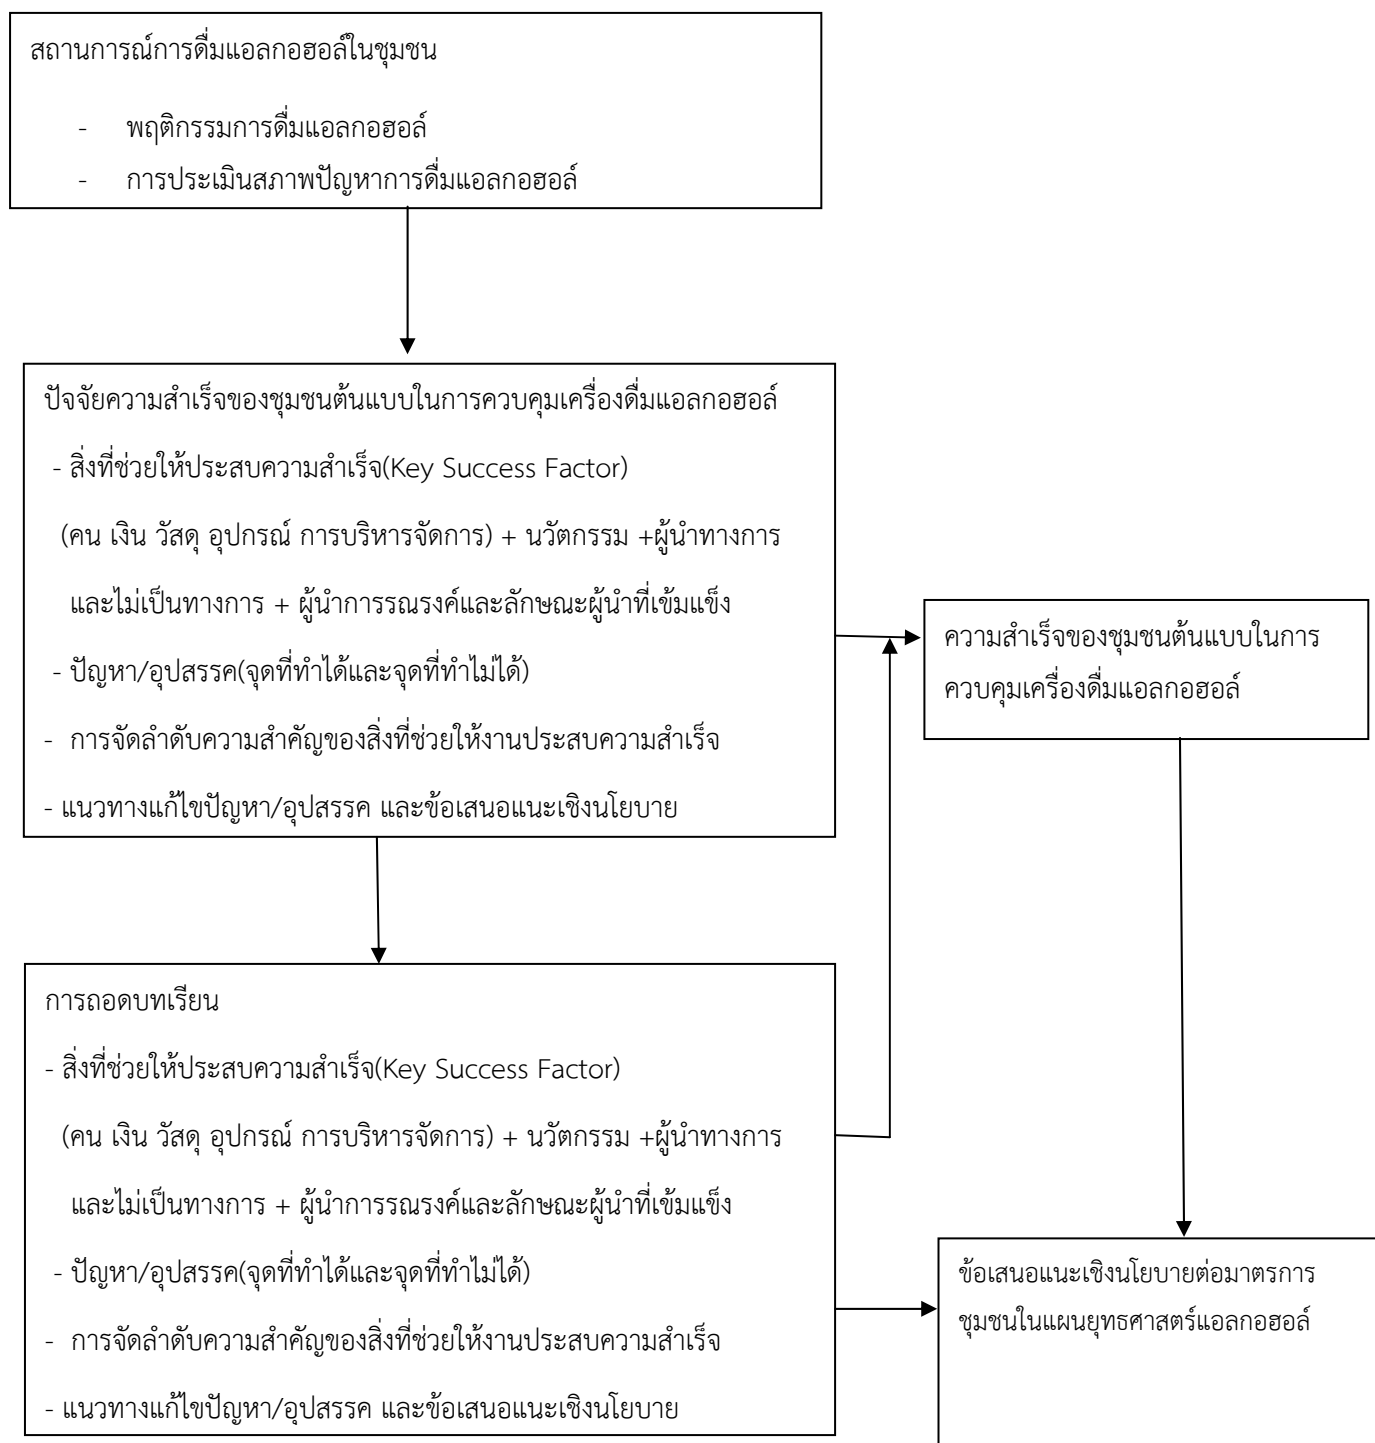 สถานการณ์การดื่มแอลกอฮอล์ในชุมชน
- พฤติกรรมการดื่มแอลกอฮอล์
- การประเมินสภาพปัญหาการดื่มแอลกอฮอล์
ปัจจัยความสำเร็จของชุมชนต้นแบบในการควบคุมเครื่องดื่มแอลกอฮอล์
- สิ่งที่ช่วยให้ประสบความสำเร็จ(Key Success Factor)
(คน เงิน วัสดุ อุปกรณ์ การบริหารจัดการ) + นวัตกรรม +ผู้นำทางการ
และไม่เป็นทางการ + ผู้นำการรณรงค์และลักษณะผู้นำที่เข้มแข็ง
- ปัญหา/อุปสรรค(จุดที่ทำได้และจุดที่ทำไม่ได้)
- การจัดลำดับความสำคัญของสิ่งที่ช่วยให้งานประสบความสำเร็จ
- แนวทางแก้ไขปัญหา/อุปสรรค และข้อเสนอแนะเชิงนโยบาย
ความสำเร็จของชุมชนต้นแบบในการ
ควบคุมเครื่องดื่มแอลกอฮอล์
การถอดบทเรียน
- สิ่งที่ช่วยให้ประสบความสำเร็จ(Key Success Factor)
(คน เงิน วัสดุ อุปกรณ์ การบริหารจัดการ) + นวัตกรรม +ผู้นำทางการ
และไม่เป็นทางการ + ผู้นำการรณรงค์และลักษณะผู้นำที่เข้มแข็ง
- ปัญหา/อุปสรรค(จุดที่ทำได้และจุดที่ทำไม่ได้)
- การจัดลำดับความสำคัญของสิ่งที่ช่วยให้งานประสบความสำเร็จ
- แนวทางแก้ไขปัญหา/อุปสรรค และข้อเสนอแนะเชิงนโยบาย
ข้อเสนอแนะเชิงนโยบายต่อมาตรการ
ชุมชนในแผนยุทธศาสตร์แอลกอฮอล์